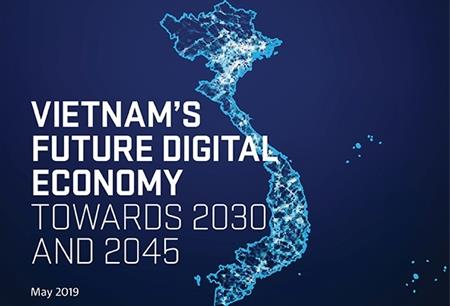 VIETNAM'S
FUTURE DIGITAL
ECONOMY
TOWARDS 2030
AND 2045
May 2019